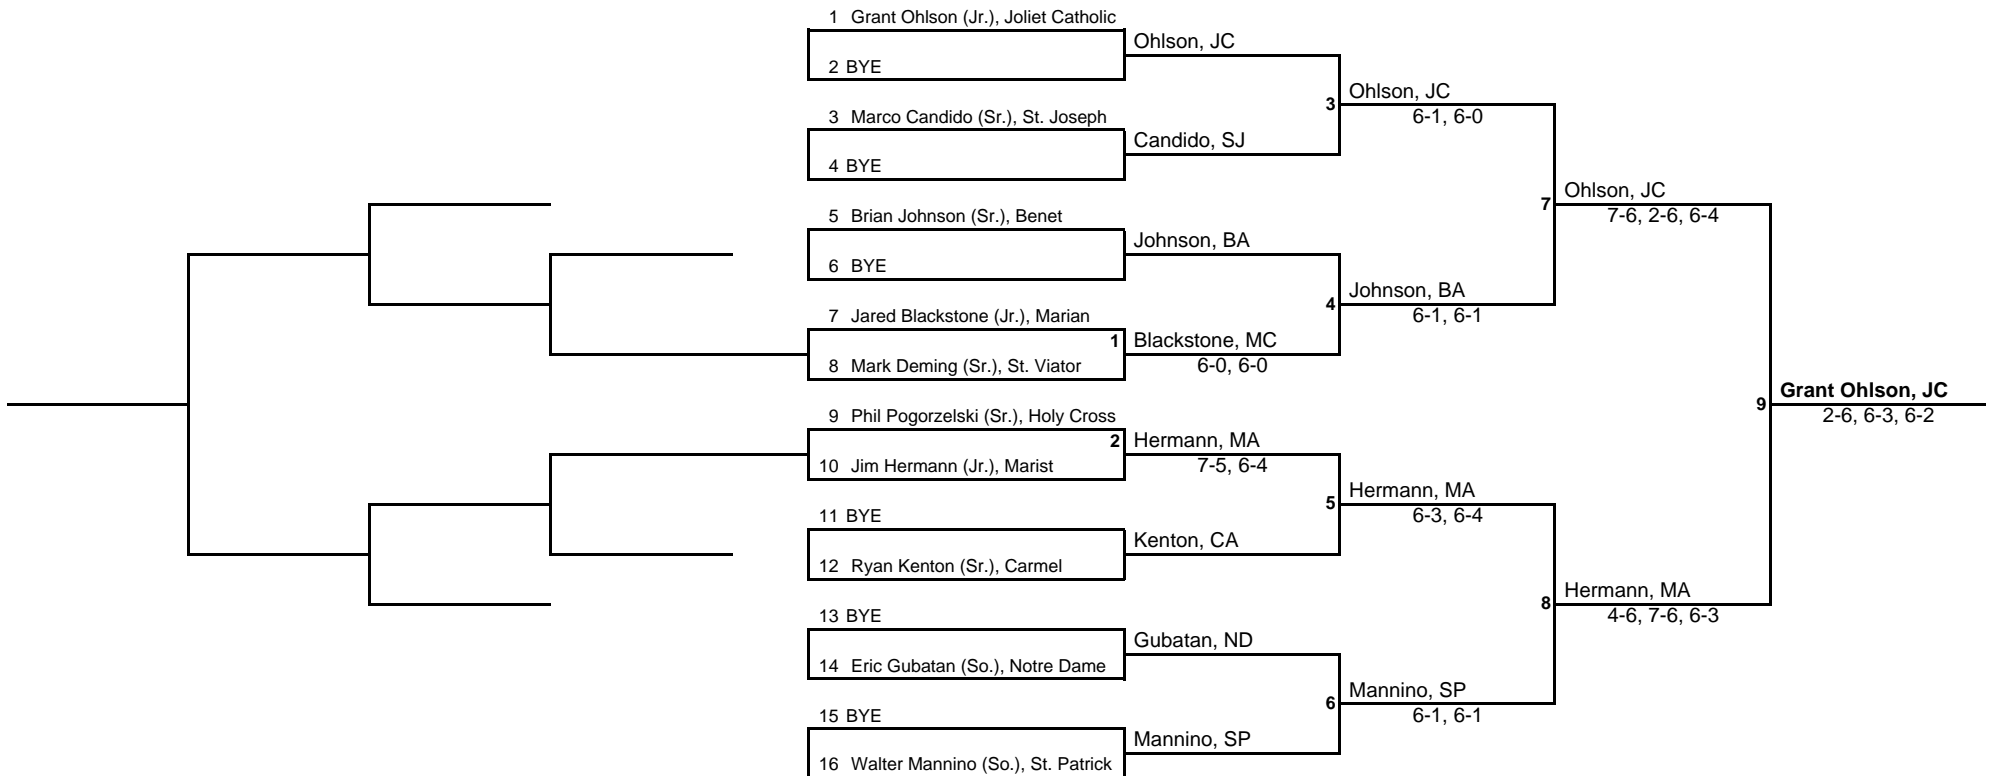 1 Grant Ohlson (Jr.), Joliet Catholic
Ohlson, JC
2 BYE
3 Ohlson, JC
6-1, 6-0
3 Marco Candido (Sr.), St. Joseph
Candido, SJ
4 BYE
7 Ohlson, JC
7-6, 2-6, 6-4
5 Brian Johnson (Sr.), Benet
Johnson, BA
6 BYE
4 Johnson, BA
6-1, 6-1
7 Jared Blackstone (Jr.), Marian
1 Blackstone, MC
6-0, 6-0
8 Mark Deming (Sr.), St. Viator
9 Grant Ohlson, JC
2-6, 6-3, 6-2
9 Phil Pogorzelski (Sr.), Holy Cross
2 Hermann, MA
7-5, 6-4
10 Jim Hermann (Jr.), Marist
5 Hermann, MA
6-3, 6-4
11 BYE
Kenton, CA
12 Ryan Kenton (Sr.), Carmel
8 Hermann, MA
4-6, 7-6, 6-3
13 BYE
Gubatan, ND
14 Eric Gubatan (So.), Notre Dame
6 Mannino, SP
6-1, 6-1
15 BYE
Mannino, SP
16 Walter Mannino (So.), St. Patrick